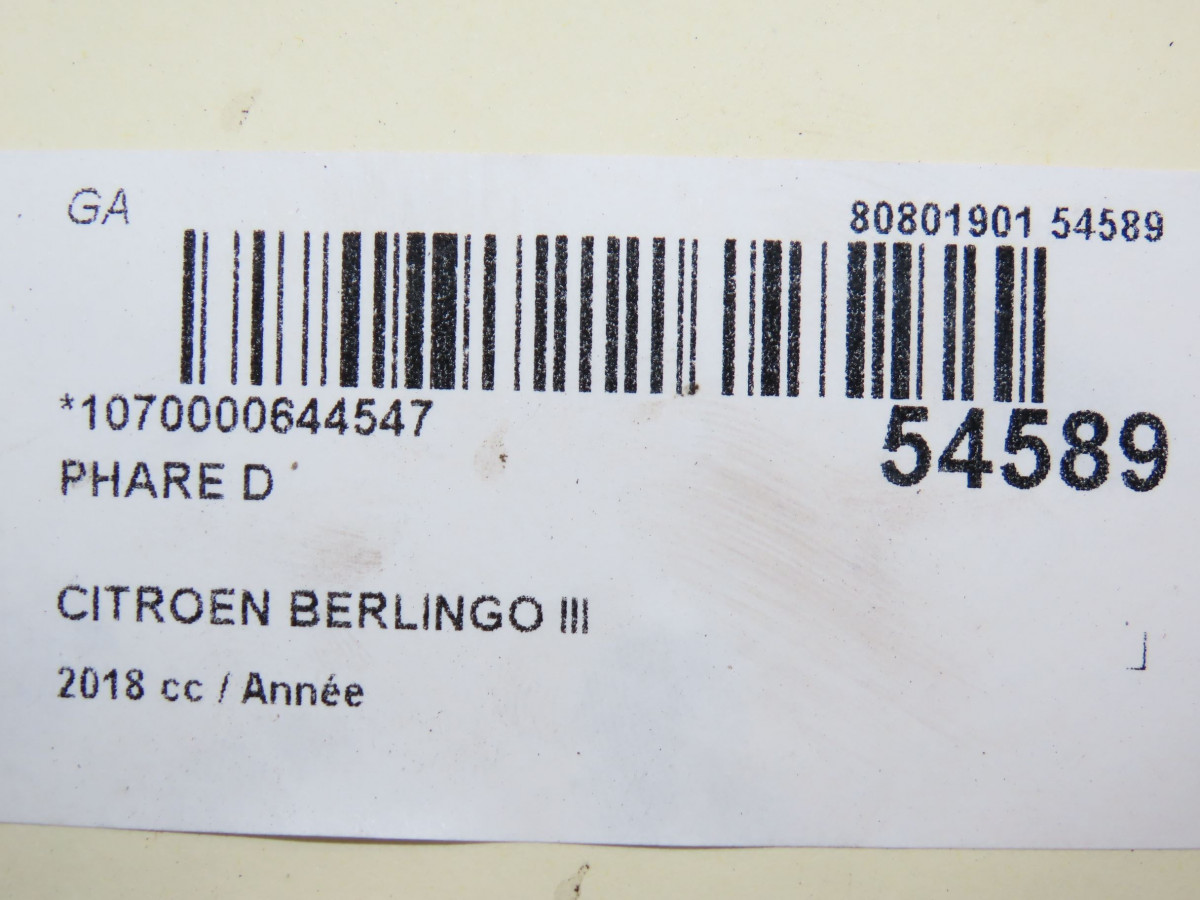 GA
80801901 54589
*1070000644547
54589
PHARE D
CITROEN BERLINGO III
2018 cc / Année